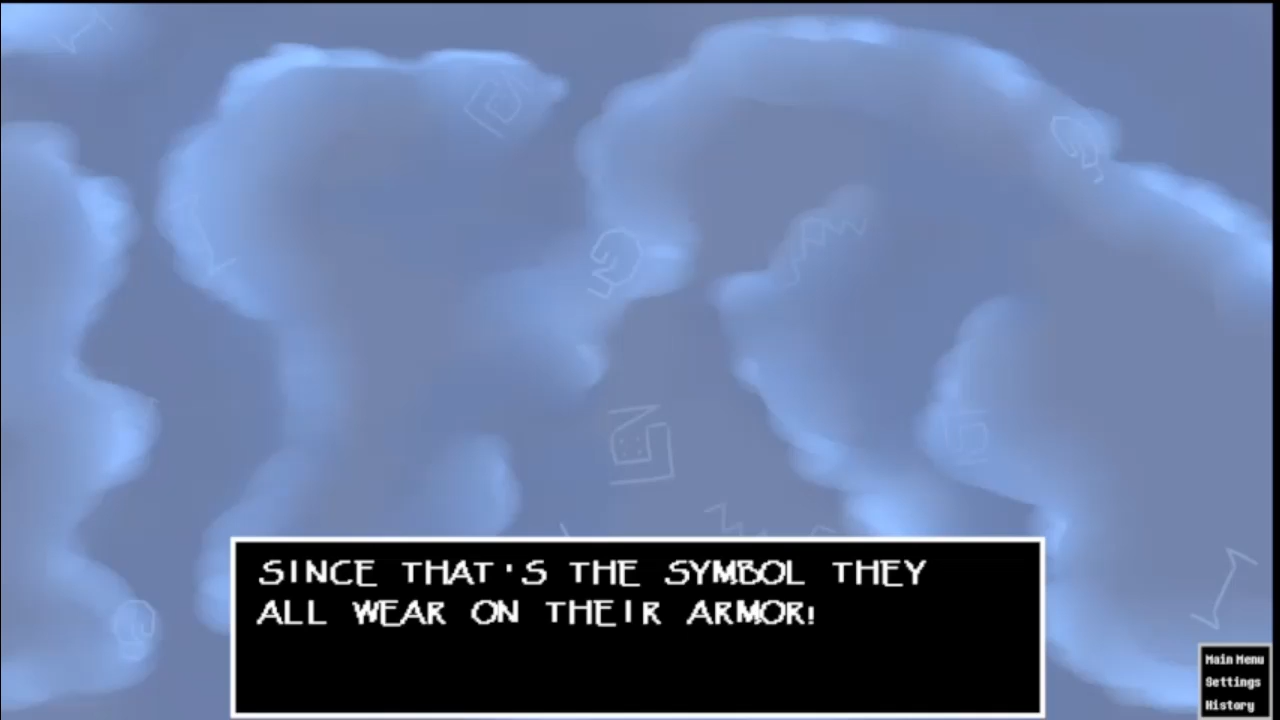 SINCE THAT'S THE SYMBOL THEY
ALL WEAR ON THEIR ARMOR!
Main Menu
Settings
History